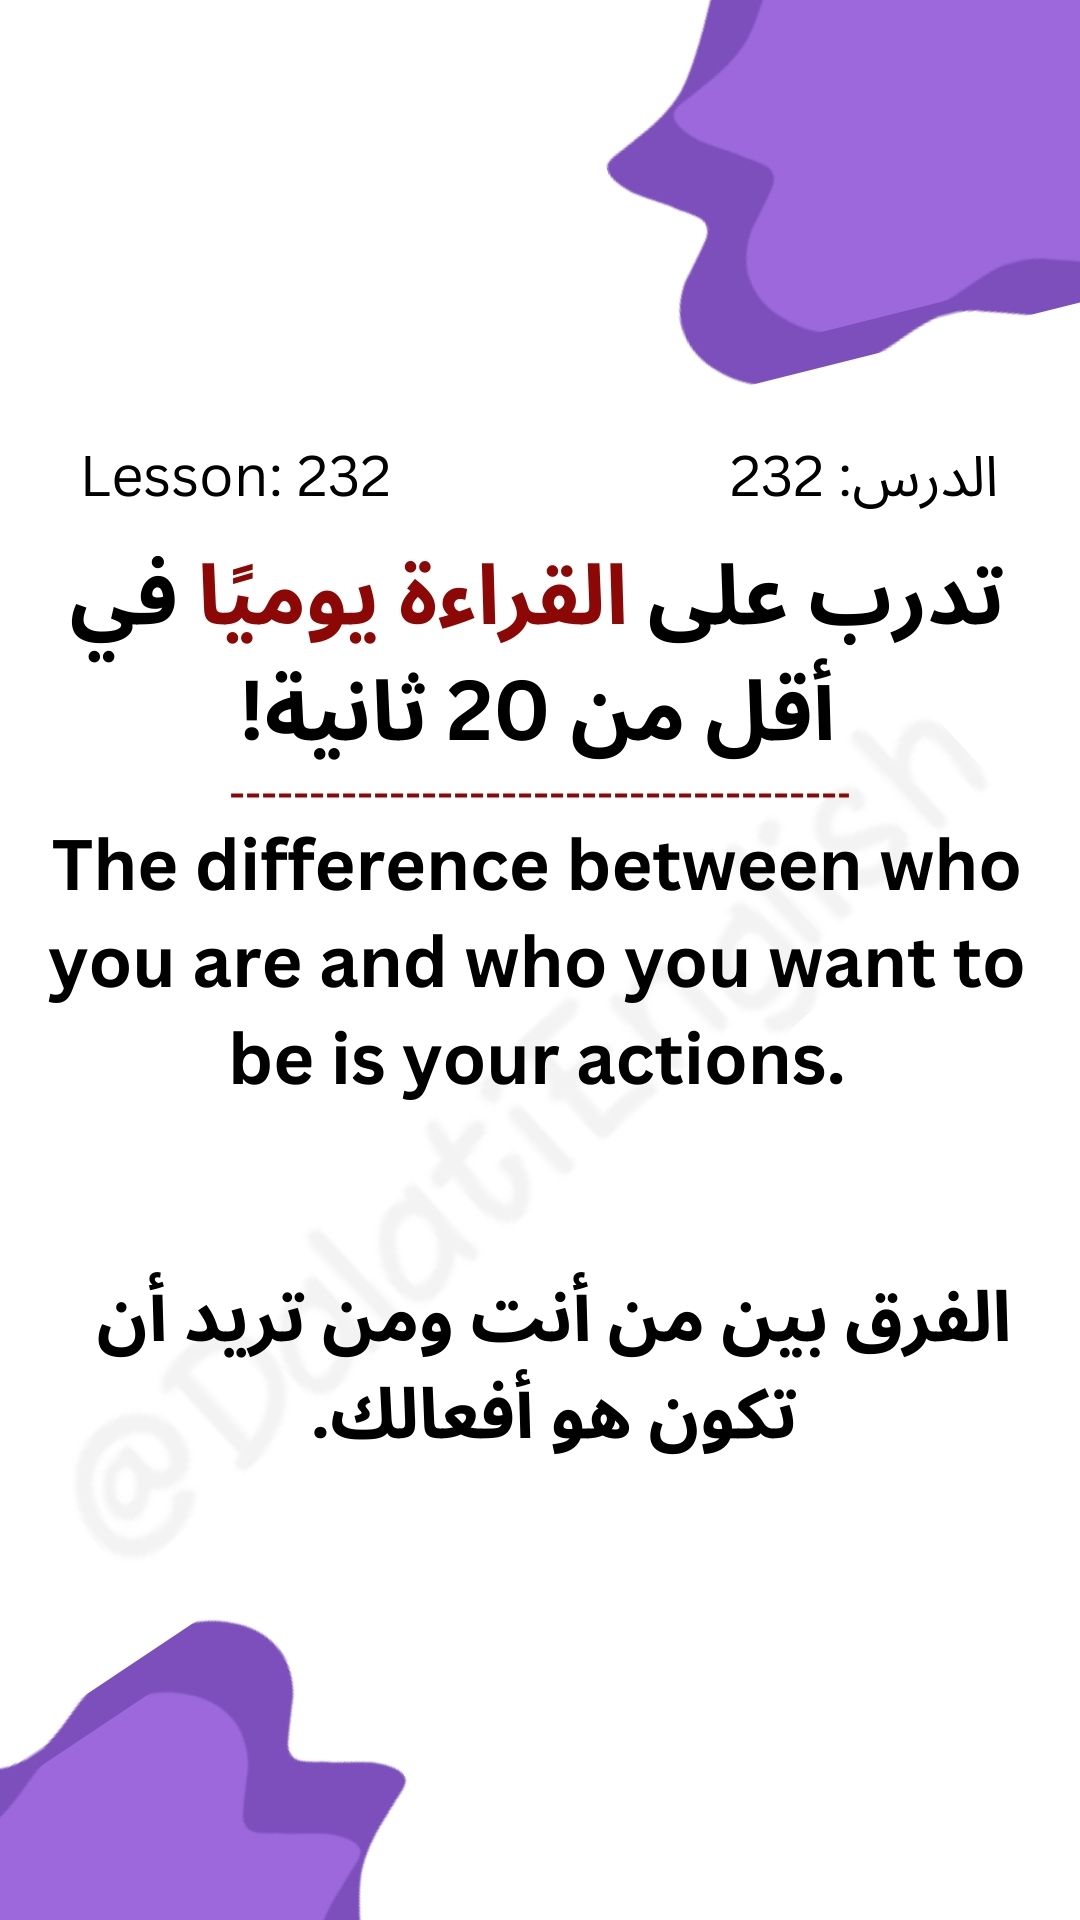 Lesson: 232
الدرس: 232
تدرب على القراءة يوميًا في
أقل من 20 ثانية!
---------------------------------------
The difference between who
you are and who you want to
be is your actions.
الفرق بين من أنت ومن تريد أن
تكون هو أفعالك.
@DalatiEnglish